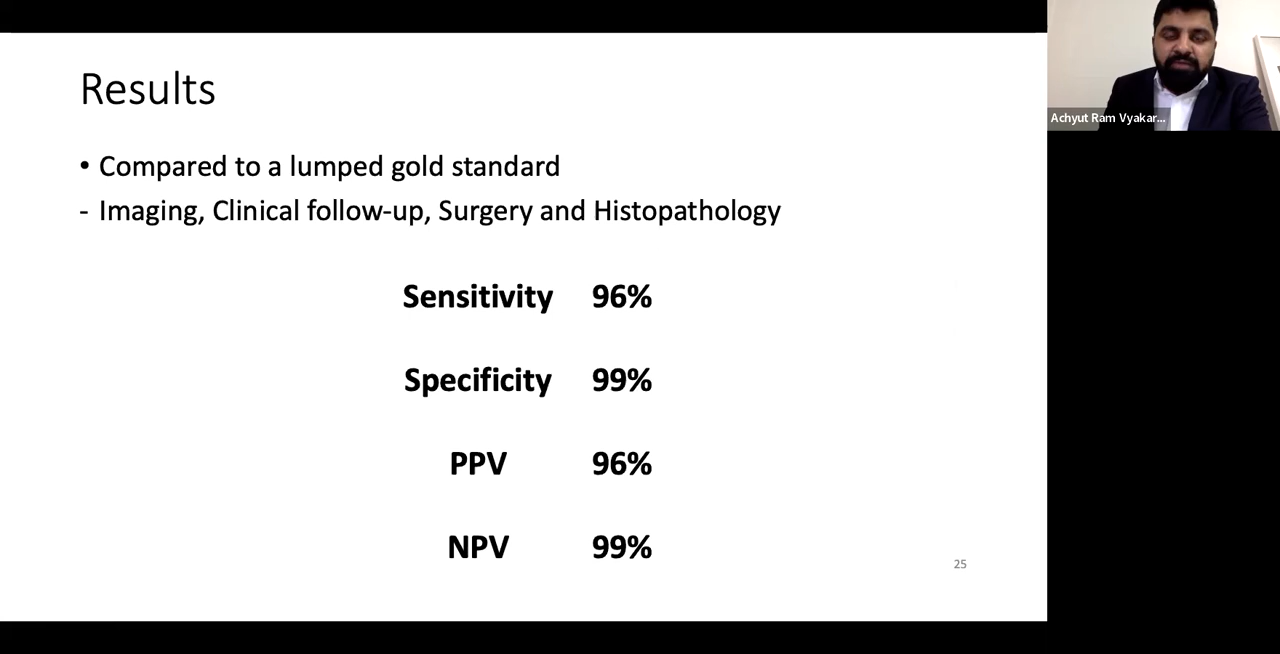 Results
• Compared to a lumped gold standard
- Imaging, Clinical follow-up, Surgery and Histopathology
Sensitivity 96%
Specificity 99%
PPV 96%
NPV 99%
25
Achyut Ram Vyakar...